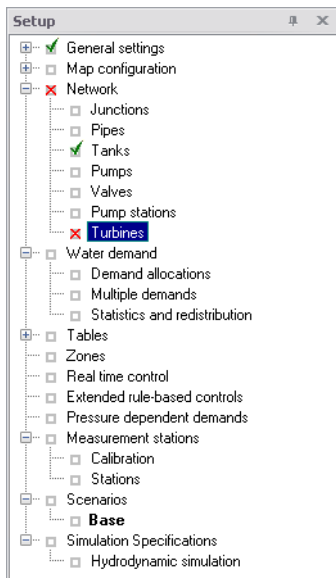 Setup
General settings
Map configuration
Network
Junctions
Pipes
Tanks
Pumps
Valves
Pump stations
Turbines
Water demand
Demand allocations
Multiple demands
Statistics and redistribution
Tables
Zones
Real time control
Extended rule-based controls
Pressure dependent demands
Measurement stations
Calibration
Stations
Scenarios
Base
Simulation Specifications
Hydrodynamic simulation